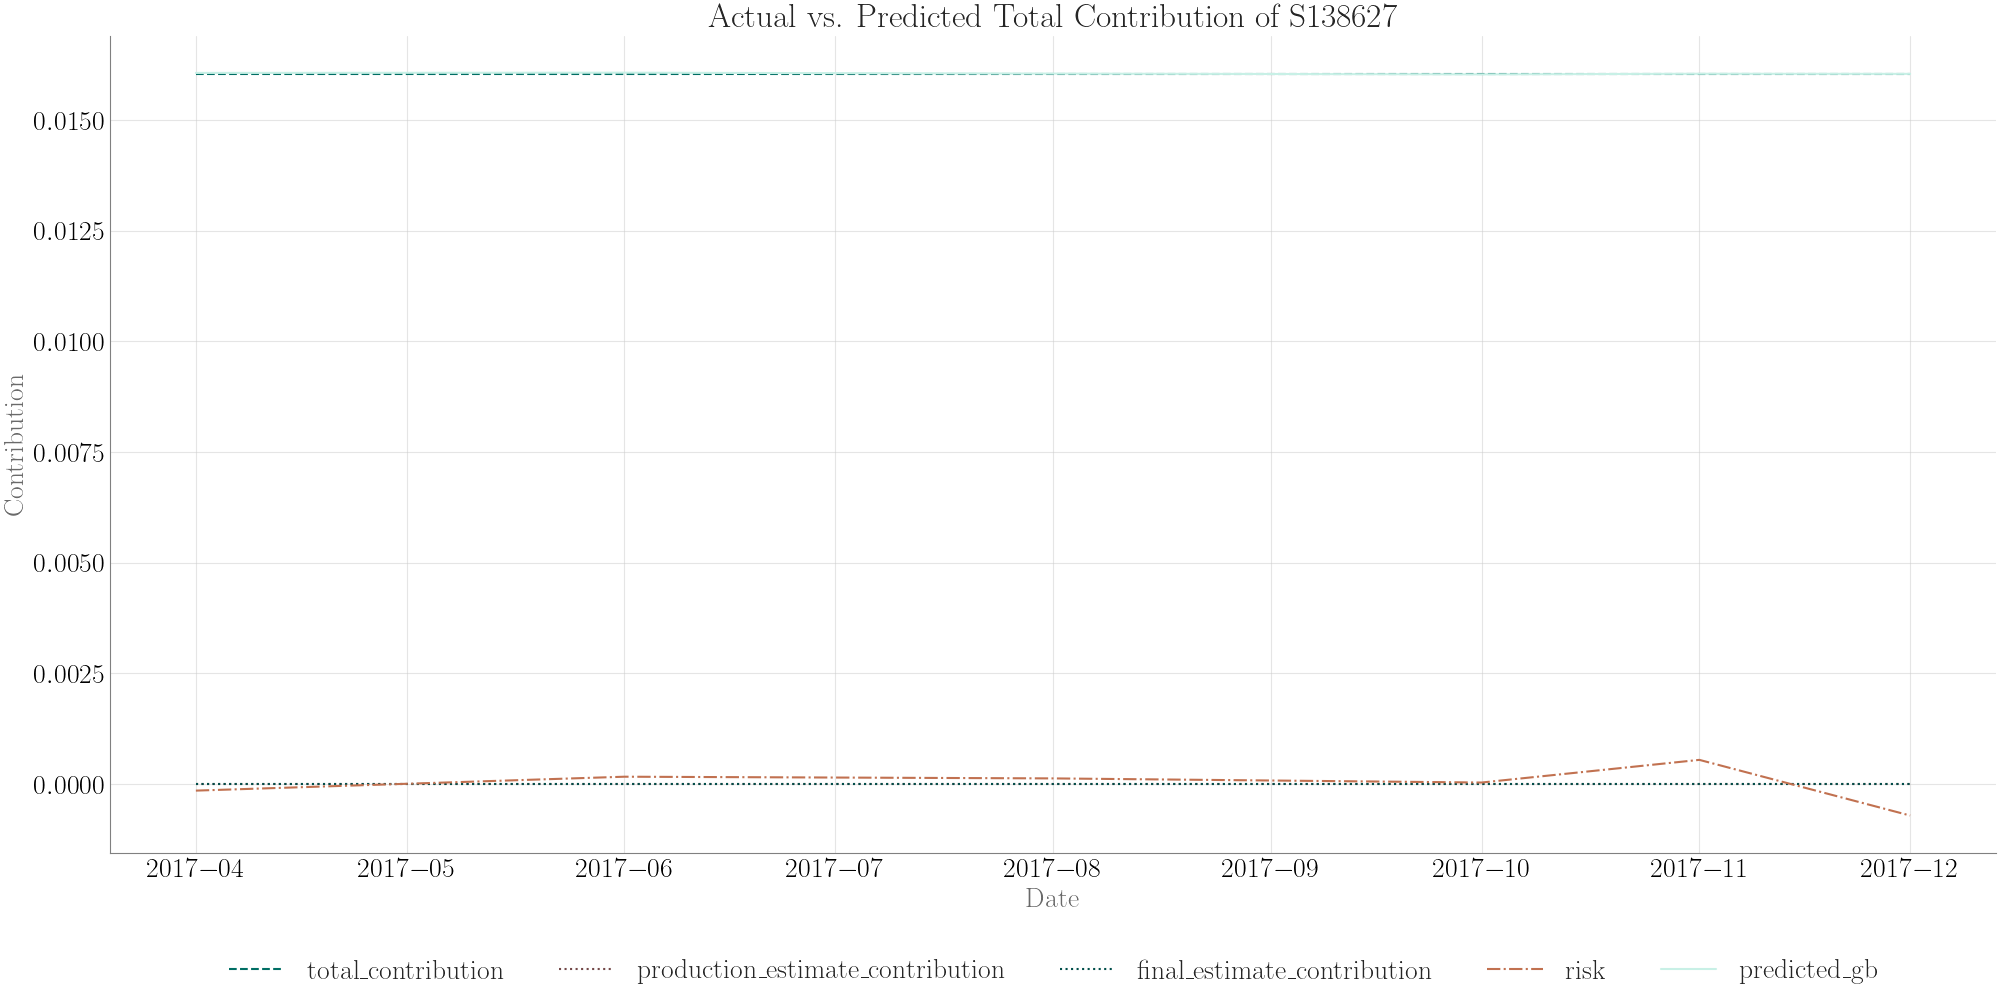 Actual vs. Predicted Total Contribution of S138627
Contribution
0.0150
0.0125
0.0100
0.0075
0.0050
0.0025
0.0000
2017−04 2017−05 2017−06 2017−07 2017−08 2017−09 2017−10 2017−11 2017−12
Date
total_contribution production_estimate_contribution final_estimate_contribution risk predicted_gb